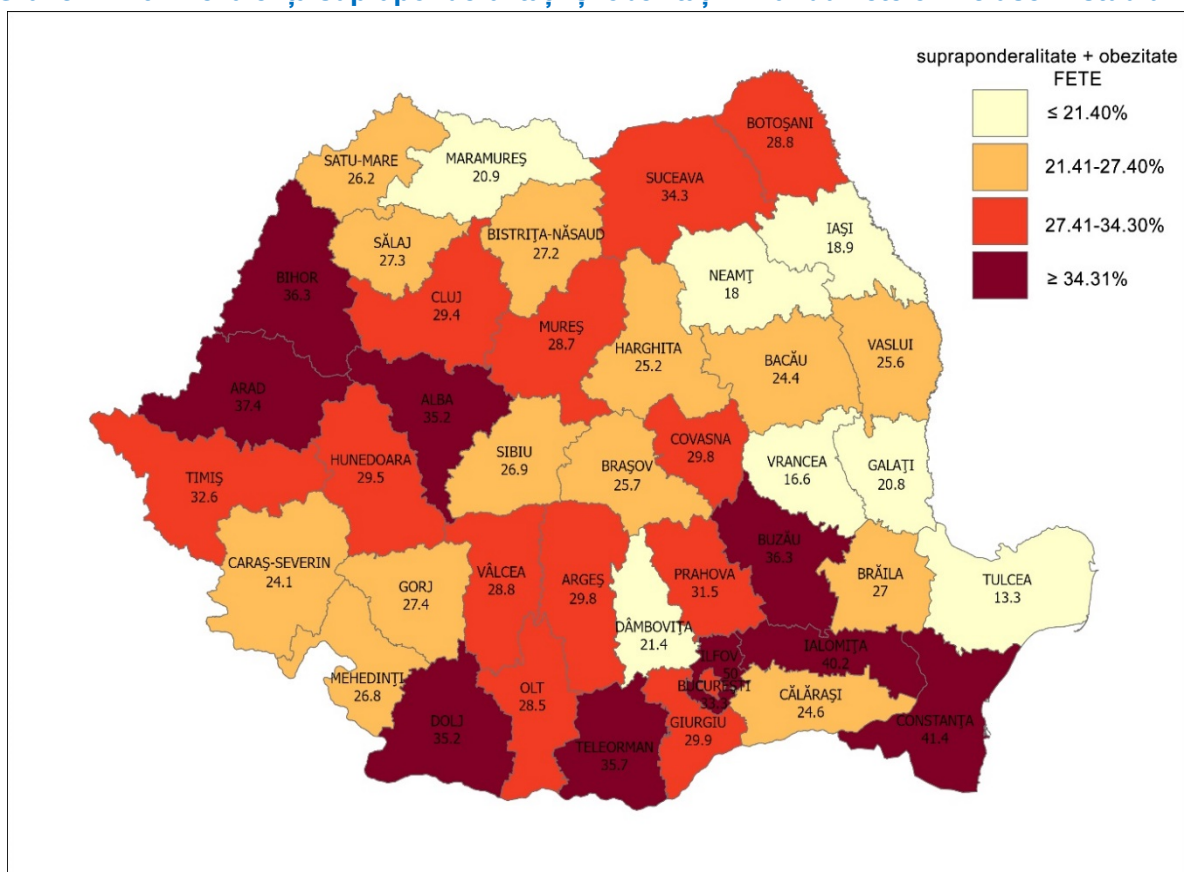 supraponderalitate + obezitate
FETE
≤ 21.40%
21.41-27.40%
27.41-34.30%
≥ 34.31%
BOTOŞANI
28.8
SATU-MARE
26.2
MARAMUREŞ
20.9
SUCEAVA
34.3
IAŞI
18.9
SĂLAJ
27.3
BISTRIŢA-NĂSAUD
27.2
BIHOR
36.3
NEAMŢ
18
CLUJ
29.4
MUREŞ
28.7
HARGHITA
25.2
BACĂU
24.4
VASLUI
25.6
ARAD
37.4
ALBA
35.2
COVASNA
29.8
SIBIU
26.9
BRAŞOV
25.7
HUNEDOARA
29.5
VRANCEA
16.6
GALAŢI
20.8
TIMIŞ
32.6
BUZĂU
36.3
CARAŞ-SEVERIN
24.1
GORJ
27.4
VÂLCEA
28.8
ARGEŞ
29.8
PRAHOVA
31.5
BRĂILA
27
TULCEA
13.3
DÂMBOVIŢA
21.4
IALOMIŢA
40.2
ILFOV
50
MEHEDINŢI
26.8
BUCUREŞTI
33.3
OLT
28.5
CĂLĂRAŞI
24.6
DOLJ
35.2
GIURGIU
29.9
CONSTANŢA
41.4
TELEORMAN
35.7